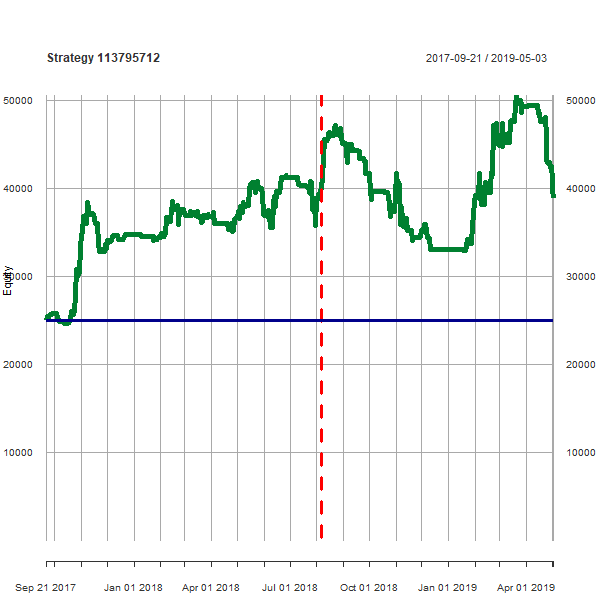 Strategy 113795712
2017-09-21 / 2019-05-03
50000 50000
40000 40000
30000 30000
Equity
20000 20000
10000 10000
Sep 21 2017 Jan 01 2018 Apr 01 2018 Jul 01 2018 Oct 01 2018 Jan 01 2019 Apr 01 2019